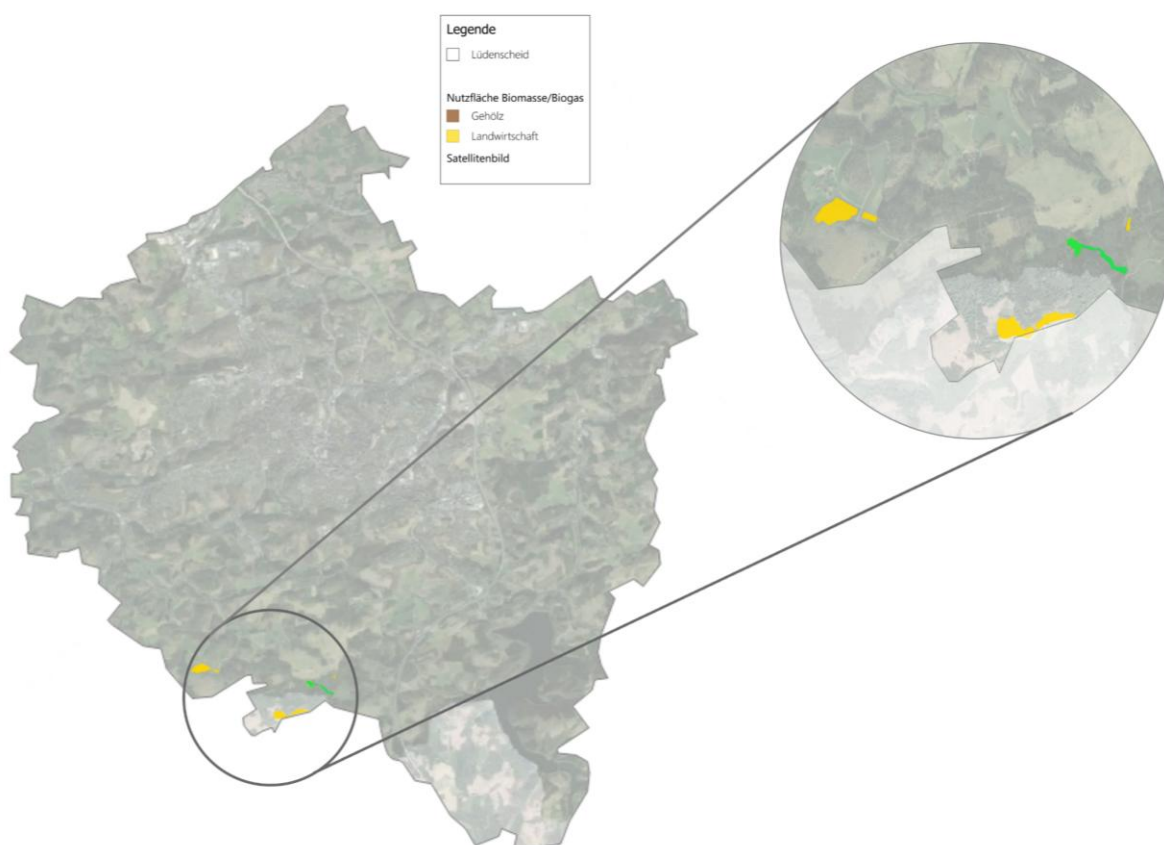 Legende
Lüdenscheid
Nutzfläche Biomasse/Biogas
Gehölz
Landwirtschaft
Satellitenbild